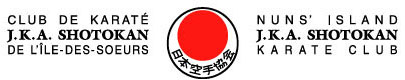 CLUB DE KARATÉ
J.K.A. SHOTOKAN
DE L'ÎLE-DES-SOEURS
日本空手協会
NUNS' ISLAND
J.K.A. SHOTOKAN
KARATE CLUB